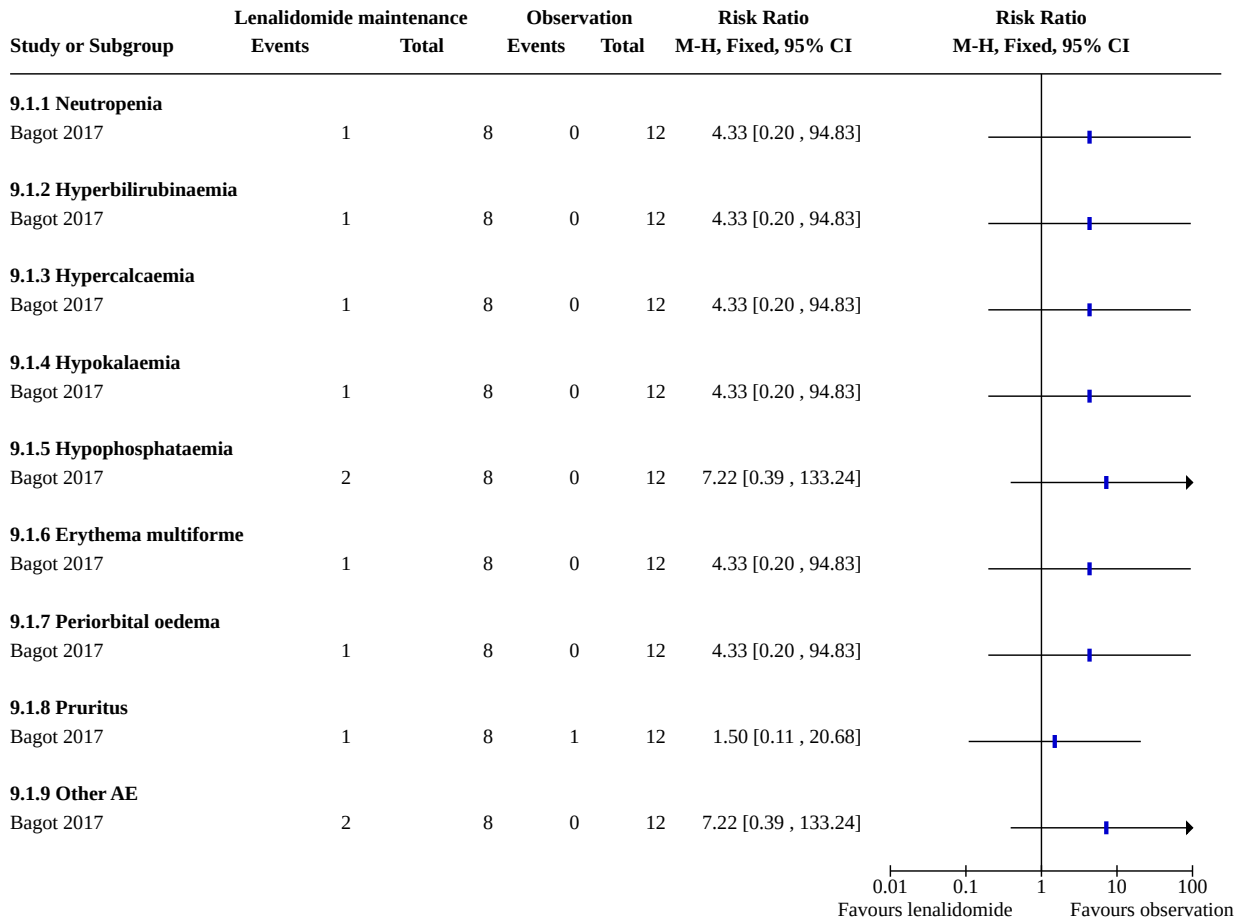 Lenalidomide maintenance Observation Risk Ratio Risk Ratio
Study or Subgroup Events Total Events Total M-H, Fixed, 95% CI M-H, Fixed, 95% CI
9.1.1 Neutropenia
Bagot 2017 1 8 0 12 4.33 [0.20 , 94.83]
9.1.2 Hyperbilirubinaemia
Bagot 2017 1 8 0 12 4.33 [0.20 , 94.83]
9.1.3 Hypercalcaemia
Bagot 2017 1 8 0 12 4.33 [0.20 , 94.83]
9.1.4 Hypokalaemia
Bagot 2017 1 8 0 12 4.33 [0.20 , 94.83]
9.1.5 Hypophosphataemia
Bagot 2017 2 8 0 12 7.22 [0.39 , 133.24]
9.1.6 Erythema multiforme
Bagot 2017 1 8 0 12 4.33 [0.20 , 94.83]
9.1.7 Periorbital oedema
Bagot 2017 1 8 0 12 4.33 [0.20 , 94.83]
9.1.8 Pruritus
Bagot 2017 1 8 1 12 1.50 [0.11 , 20.68]
9.1.9 Other AE
Bagot 2017 2 8 0 12 7.22 [0.39 , 133.24]
0.01 0.1 1 10 100
Favours lenalidomide Favours observation